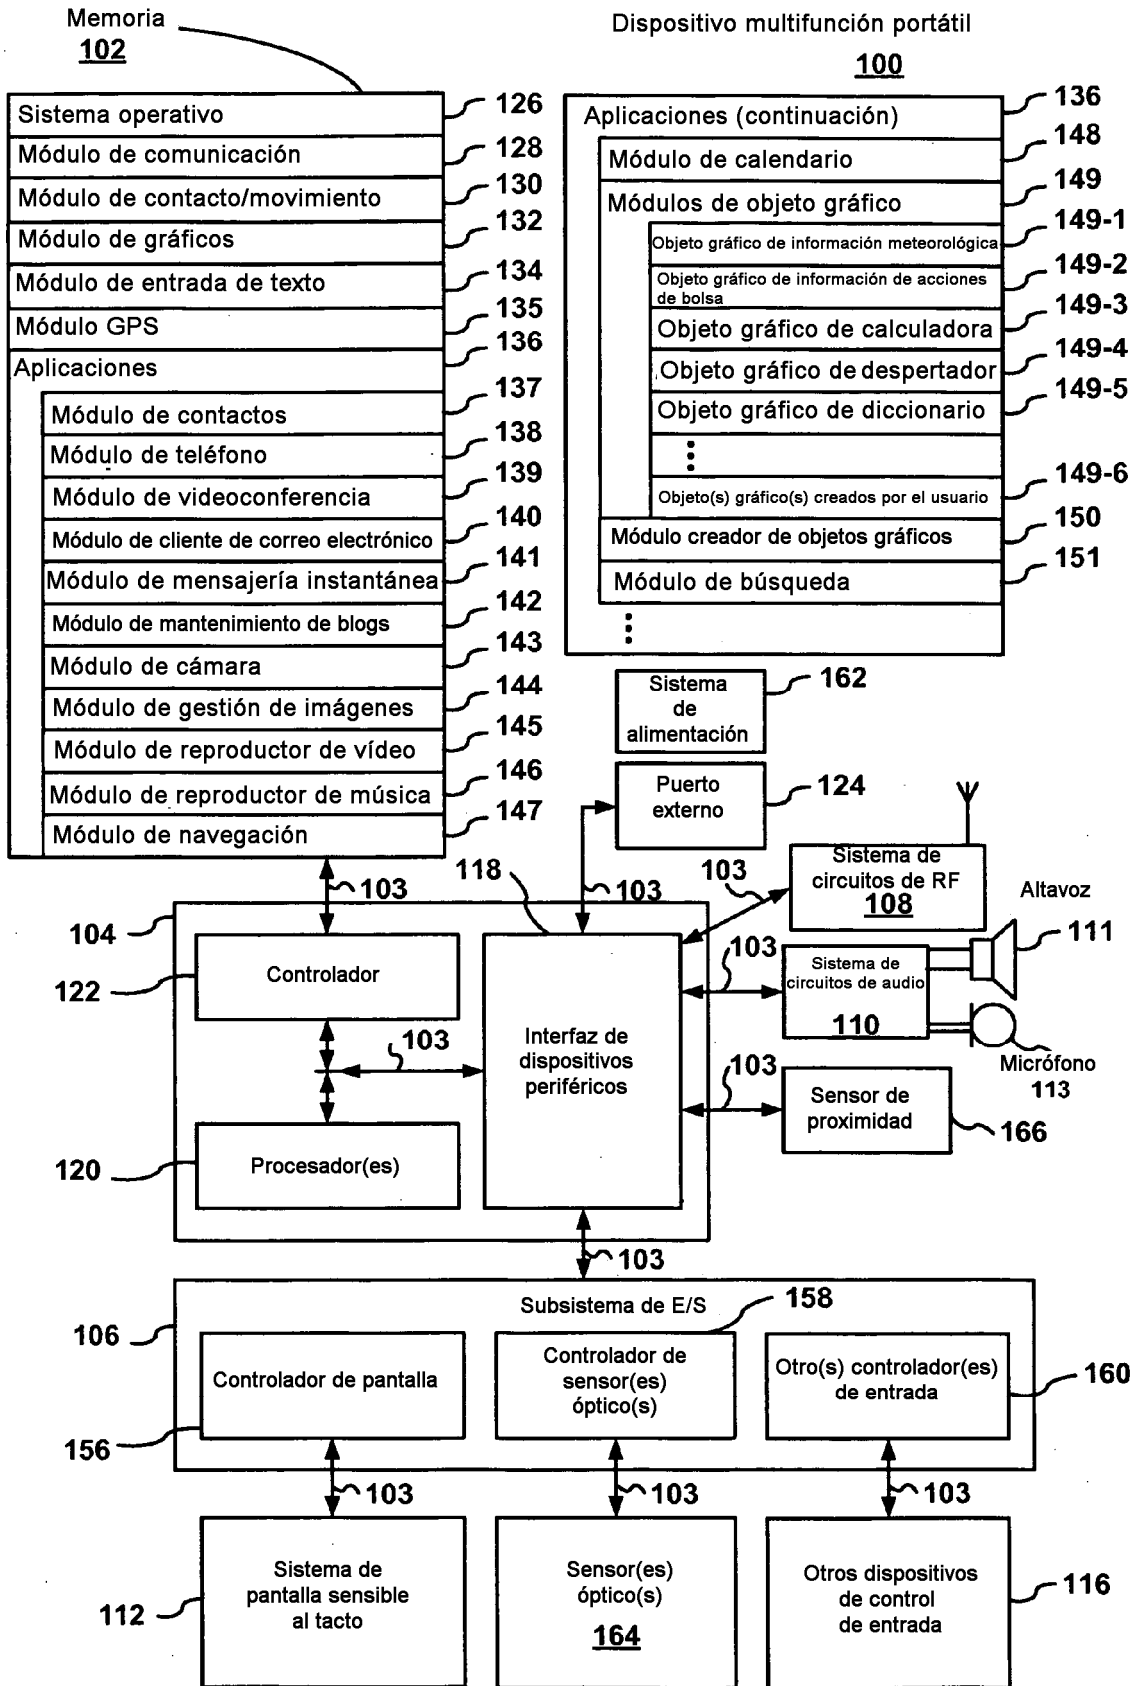 Memoria
102
Sistema operativo
126
Módulo de comunicación
128
Módulo de contacto/movimiento
130
Módulo de gráficos
132
Módulo de entrada de texto
134
Módulo GPS
135
Aplicaciones
136
Módulo de contactos
137
Módulo de teléfono
138
Módulo de videoconferencia
139
Módulo de cliente de correo electrónico
140
Módulo de mensajería instantánea
141
Módulo de mantenimiento de blogs
142
Módulo de cámara
143
Módulo de gestión de imágenes
144
Módulo de reproductor de vídeo
145
Módulo de reproductor de música
146
Módulo de navegación
147
Dispositivo multifunción portátil
100
Aplicaciones (continuación)
136
Módulo de calendario
148
Módulos de objeto gráfico
149
Objeto gráfico de información meteorológica
149-1
Objeto gráfico de información de acciones
de bolsa
149-2
Objeto gráfico de calculadora
149-3
Objeto gráfico de despertador
149-4
Objeto gráfico de diccionario
149-5
Objeto(s) gráfico(s) creados por el usuario
149-6
Módulo creador de objetos gráficos
150
Módulo de búsqueda
151
Sistema
de
alimentación
162
Puerto
externo
124
103
118
103
103
Sistema de
circuitos de RF
108
Altavoz
111
104
Controlador
122
103
Sistema de
circuitos de audio
110
103
Interfaz de
dispositivos
periféricos
Micrófono
113
103
Sensor de
proximidad
166
Procesador(es)
120
103
Subsistema de E/S
158
106
Controlador de pantalla
156
Controlador de
sensor(es)
óptico(s)
Otro(s) controlador(es)
de entrada
160
103
103
103
Sistema de
pantalla sensible
al tacto
112
Sensor(es)
óptico(s)
164
Otros dispositivos
de control
de entrada
116